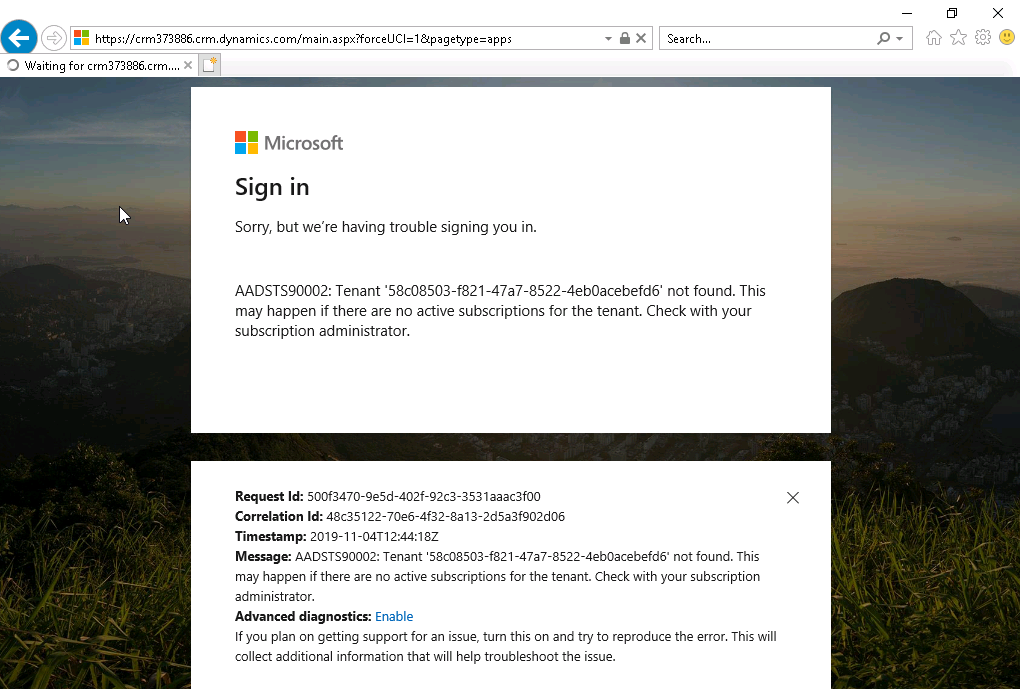 https://crm373886.crm.dynamics.com/main.aspx?forceUCI=1&pagetype=apps
Search...
Waiting for crm373886.crm....
Microsoft
Sign in
Sorry, but we’re having trouble signing you in.
AADSTS90002: Tenant '58c08503-f821-47a7-8522-4eb0acebefd6' not found. This
may happen if there are no active subscriptions for the tenant. Check with your
subscription administrator.
Request Id: 500f3470-9e5d-402f-92c3-3531aaac3f00
Correlation Id: 48c35122-70e6-4f32-8a13-2d5a3f902d06
Timestamp: 2019-11-04T12:44:18Z
Message: AADSTS90002: Tenant '58c08503-f821-47a7-8522-4eb0acebefd6' not found. This
may happen if there are no active subscriptions for the tenant. Check with your subscription
administrator.
Advanced diagnostics: Enable
If you plan on getting support for an issue, turn this on and try to reproduce the error. This will
collect additional information that will help troubleshoot the issue.